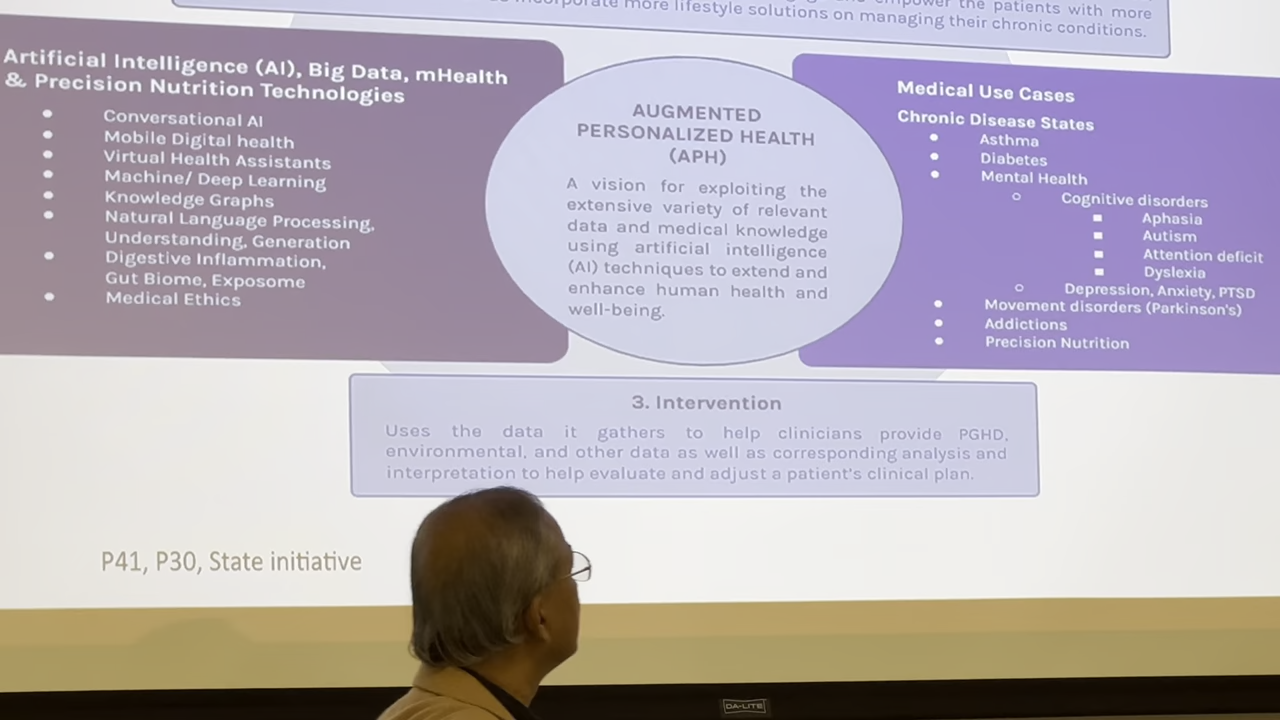 empower the patients with more
incorporate more lifestyle solutions on managing their chronic conditions.
Artificial Intelligence (AI), Big Data, mHealth
& Precision Nutrition Technologies
Conversational AI
Mobile Digital health
Virtual Health Assistants
Machine/ Deep Learning
Knowledge Graphs
Natural Language Processing,
Understanding, Generation
Digestive Inflammation,
Gut Biome, Exposome
Medical Ethics
AUGMENTED
PERSONALIZED HEALTH
(APH)
A vision for exploiting the
extensive variety of relevant
data and medical knowledge
using artificial intelligence
(AI) techniques to extend and
enhance human health and
well-being.
Medical Use Cases
Chronic Disease States
Asthma
Diabetes
Mental Health
Cognitive disorders
Aphasia
Autism
Attention deficit
Dyslexia
Depression, Anxiety, PTSD
Movement disorders (Parkinson's)
Addictions
Precision Nutrition
3. Intervention
Uses the data it gathers to help clinicians provide PGHD,
environmental, and other data as well as corresponding analysis and
interpretation to help evaluate and adjust a patient's clinical plan.
P41, P30, State initiative
DA-LITE